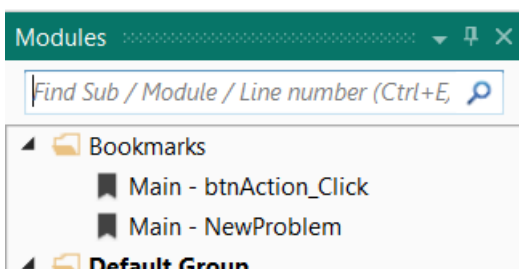 Modules
Find Sub / Module / Line number (Ctrl+E,
Bookmarks
Main - btnAction_Click
Main - NewProblem
Default Group